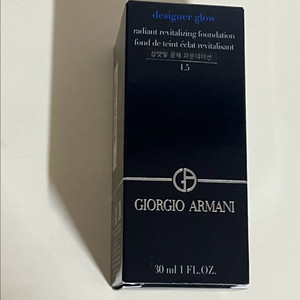 designer glow
radiant revitalizing foundation
fond de teint éclat revitalisant
1.5
GIORGIO ARMANI
30 ml 1 FL.OZ.